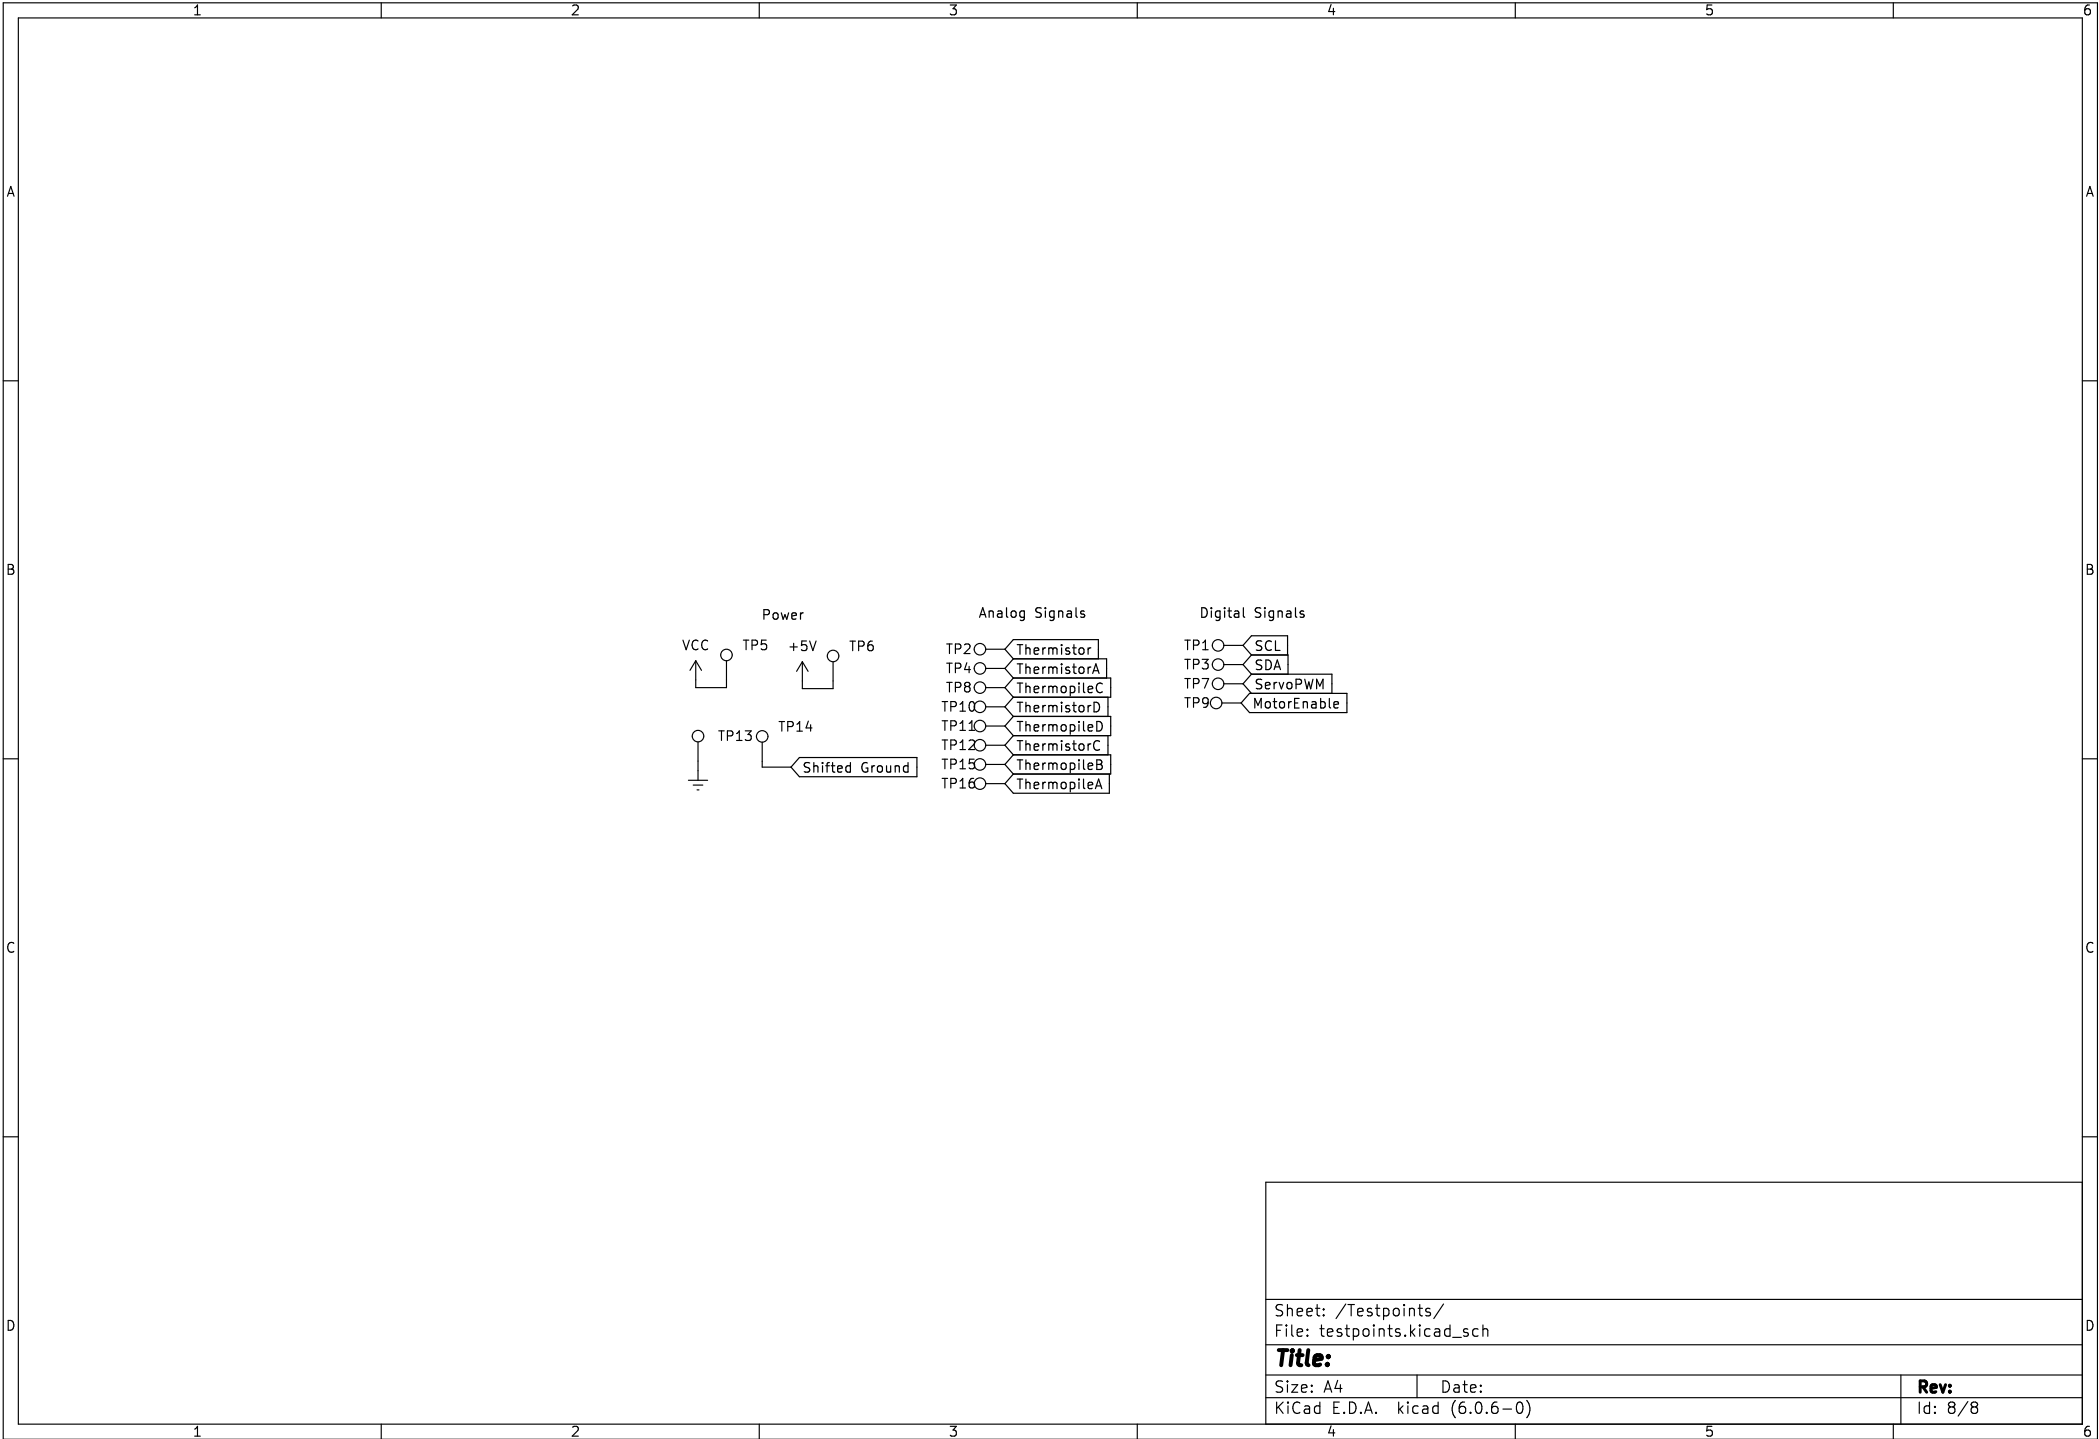 1 2 3 4 5 6
A A
B B
Power
VCC TP5 +5V TP6
TP13 TP14
Shifted Ground
Analog Signals
TP2 Thermistor
TP4 ThermistorA
TP8 ThermopileC
TP10 ThermistorD
TP11 ThermopileD
TP12 ThermistorC
TP15 ThermopileB
TP16 ThermopileA
Digital Signals
TP1 SCL
TP3 SDA
TP7 ServoPWM
TP9 MotorEnable
C C
D D
Sheet: /Testpoints/
File: testpoints.kicad_sch
Title:
Size: A4 Date: Rev:
KiCad E.D.A. kicad (6.0.6-0) Id: 8/8
1 2 3 4 5 6